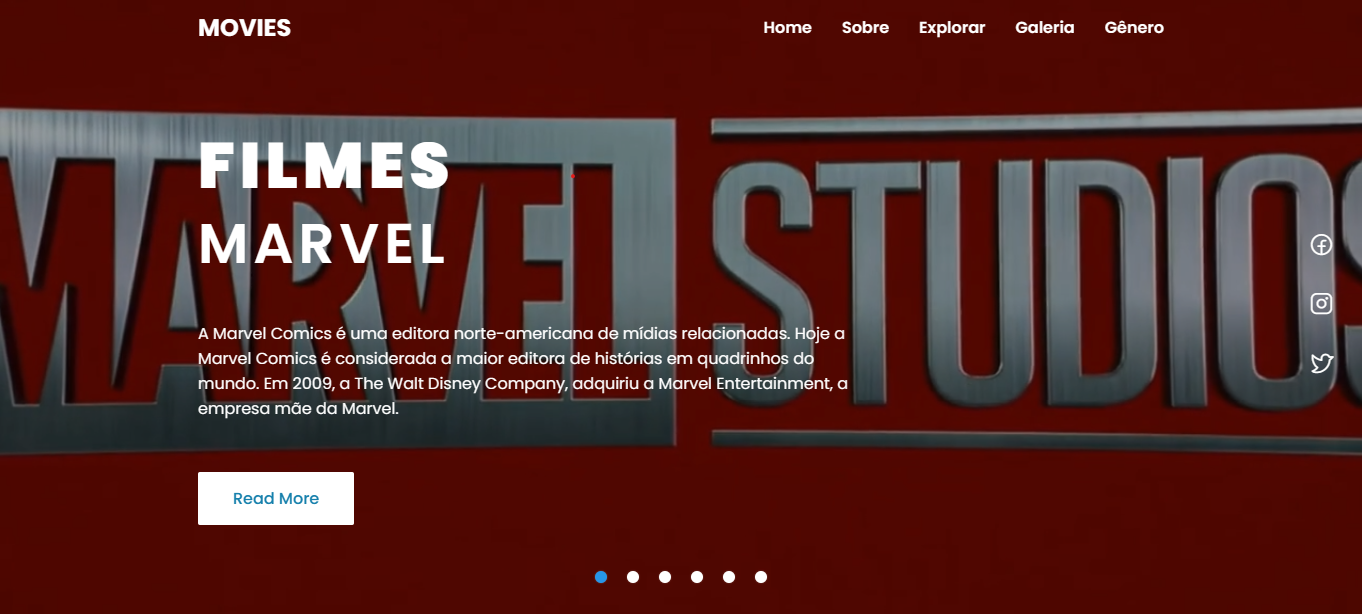 MOVIES
Home Sobre Explorar Galeria Gênero
FILMES
MARVEL
MARVEL STUDIOS
A Marvel Comics é uma editora norte-americana de mídias relacionadas. Hoje a
Marvel Comics é considerada a maior editora de histórias em quadrinhos do
mundo. Em 2009, a The Walt Disney Company, adquiriu a Marvel Entertainment, a
empresa mãe da Marvel.
Read More